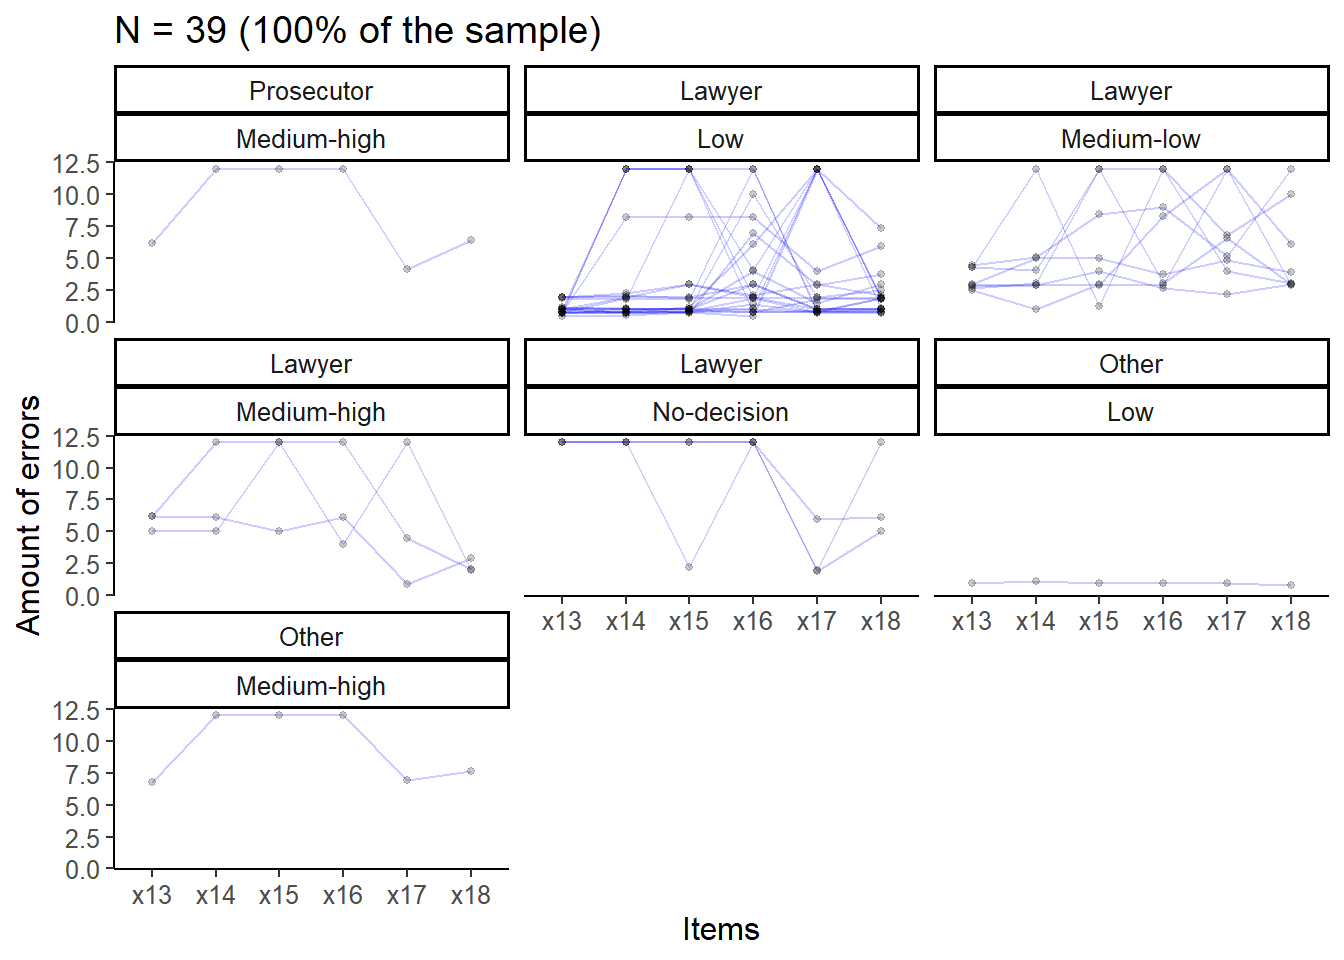 N = 39 (100% of the sample)
Prosecutor
Medium-high
Lawyer
Low
Lawyer
Medium-low
12.5
10.0
7.5
5.0
2.5
0.0
Lawyer
Medium-high
Lawyer
No-decision
Other
Low
12.5
10.0
7.5
5.0
2.5
0.0
x13 x14 x15 x16 x17 x18
x13 x14 x15 x16 x17 x18
Other
Medium-high
12.5
10.0
7.5
5.0
2.5
0.0
x13 x14 x15 x16 x17 x18
Amount of errors
Items